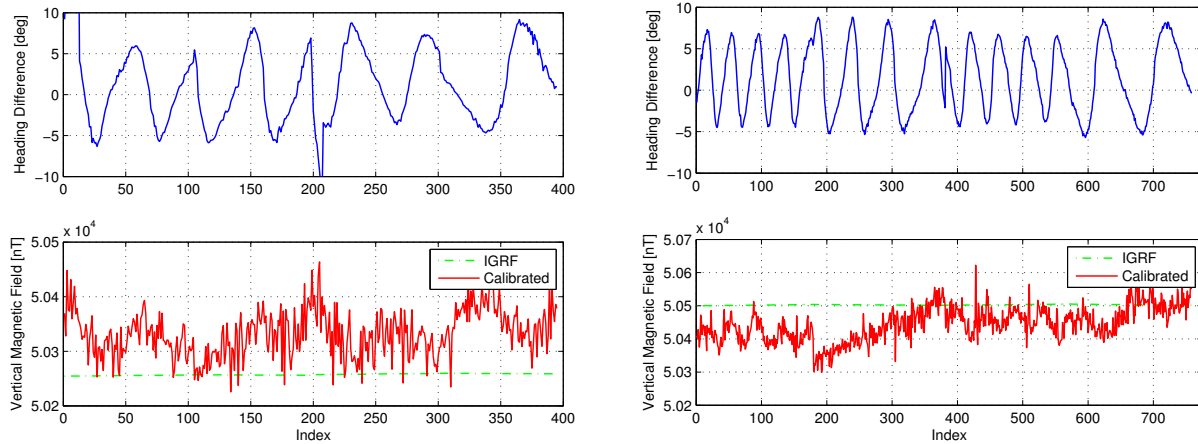 Heading Difference [deg]
10
5
0
−5
−10
0 50 100 150 200 250 300 350 400
Heading Difference [deg]
10
5
0
−5
−10
0 100 200 300 400 500 600 700
Vertical Magnetic Field [nT]
x 10^4
5.05
5.04
5.03
5.02
0 50 100 150 200 250 300 350 400
Index
IGRF
Calibrated
Vertical Magnetic Field [nT]
x 10^4
5.07
5.06
5.05
5.04
5.03
5.02
0 100 200 300 400 500 600 700
Index
IGRF
Calibrated